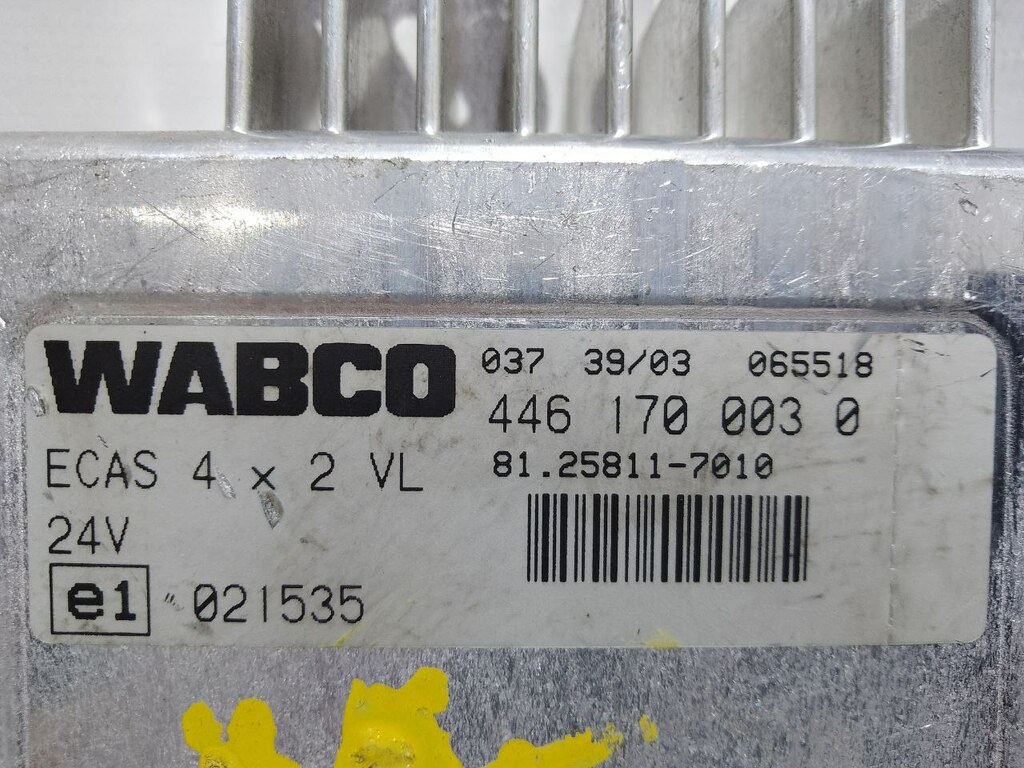 WABCO 037 39/03 065518
446 170 003 0
ECAS 4 x 2 VL 81.25811-7010
24V
e1 021535